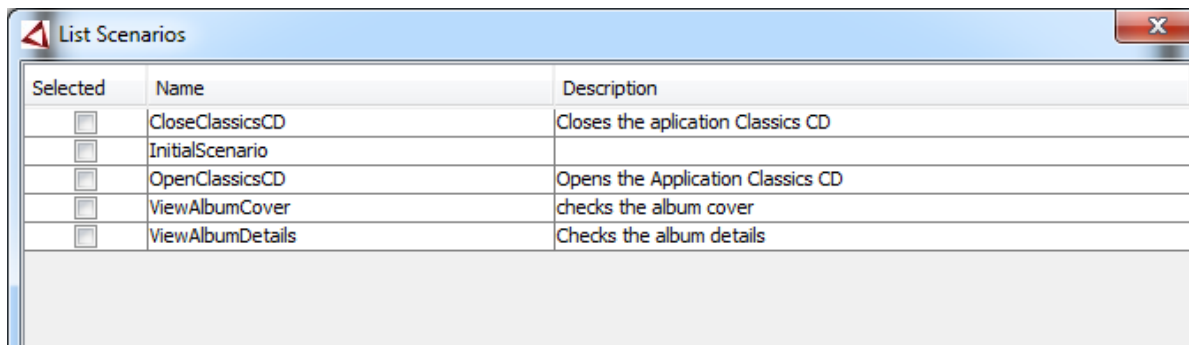 List Scenarios
Selected Name Description
CloseClassicsCD Closes the aplication Classics CD
InitialScenario
OpenClassicsCD Opens the Application Classics CD
ViewAlbumCover checks the album cover
ViewAlbumDetails Checks the album details